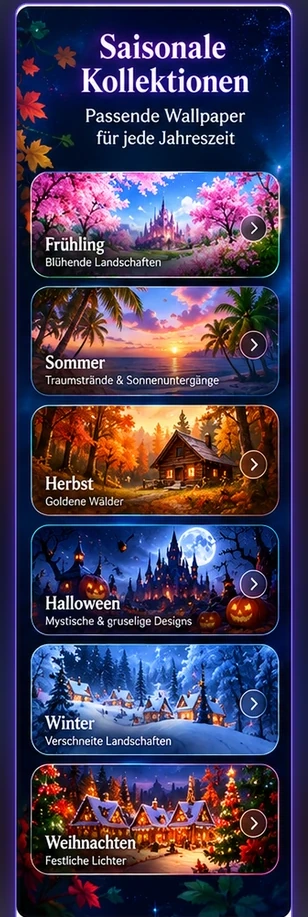 Saisonale
Kollektionen
Passende Wallpaper
für jede Jahreszeit
Frühling
Blühende Landschaften
Sommer
Traumstrände & Sonnenuntergänge
Herbst
Goldene Wälder
Halloween
Mystische & gruselige Designs
Winter
Verschneite Landschaften
Weihnachten
Festliche Lichter